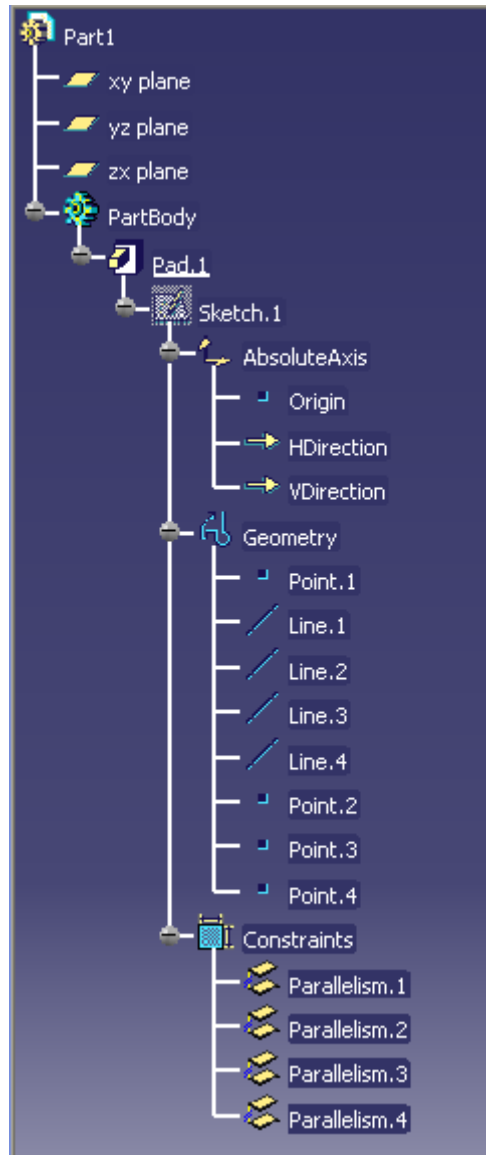 Part1
xy plane
yz plane
zx plane
PartBody
Pad.1
Sketch.1
AbsoluteAxis
Origin
HDirection
VDirection
Geometry
Point.1
Line.1
Line.2
Line.3
Line.4
Point.2
Point.3
Point.4
Constraints
Parallelism.1
Parallelism.2
Parallelism.3
Parallelism.4